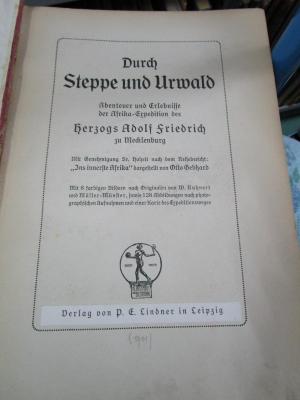 Durch
Steppe und Urwald
Abenteuer und Erlebnisse
der Afrika-Expedition des
Herzogs Adolf Friedrich
zu Mecklenburg
Mit Genehmigung Sr. Hoheit nach dem Reisebericht:
„Ins innerste Afrika“ dargestellt von Otto Gebhard
Mit 6 farbigen Bildern nach Originalen von W. Kuhnert
und Müller-Münster, sowie 128 Abbildungen nach photo-
graphischen Aufnahmen und einer Karte des Expeditionsweges
Verlag von P. E. Lindner in Leipzig